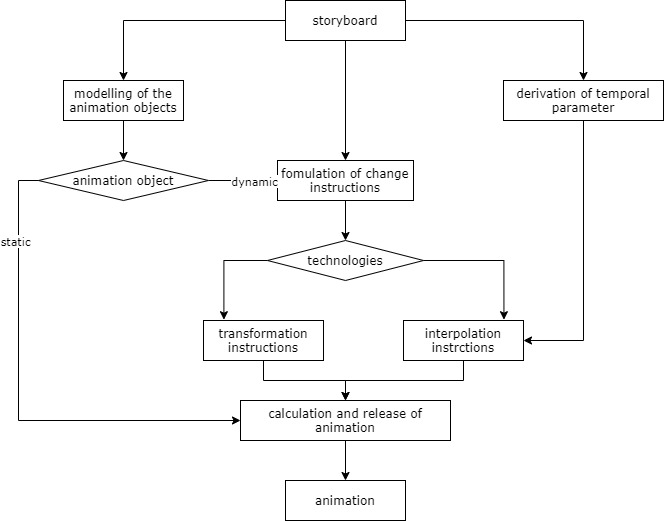 storyboard
modelling of the
animation objects
derivation of temporal
parameter
animation object
dynamic
fomulation of change
instructions
static
technologies
transformation
instructions
interpolation
instrctions
calculation and release of
animation
animation